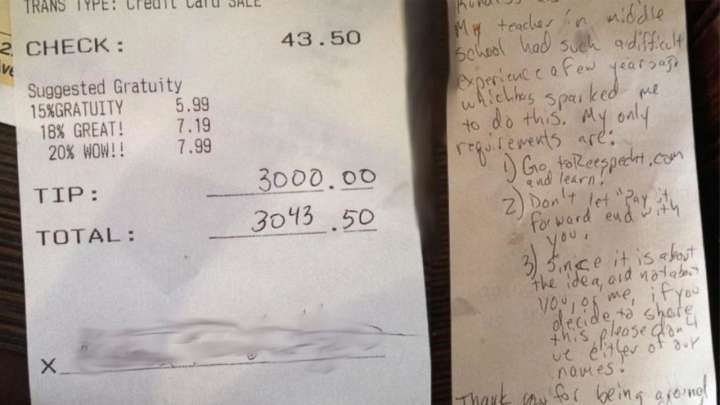 TRANS TYPE: Credit Card SALE
CHECK: 43.50
Suggested Gratuity
15%GRATUITY 5.99
18% GREAT! 7.19
20% WOW!! 7.99
TIP: 3000.00
TOTAL: 3043.50
X
My teacher in middle
School had such a difficult
experience a few years ago
which has sparked me
to do this. My only
requirements are:
1) Go to Reespecht.com
and learn!
2) Don't let "Pay it
forward end with
you.
3) Since it is about
the idea, and not about
you, or me, if you
decide to share
this, please don't
use either of our
names.
Thank you for being around